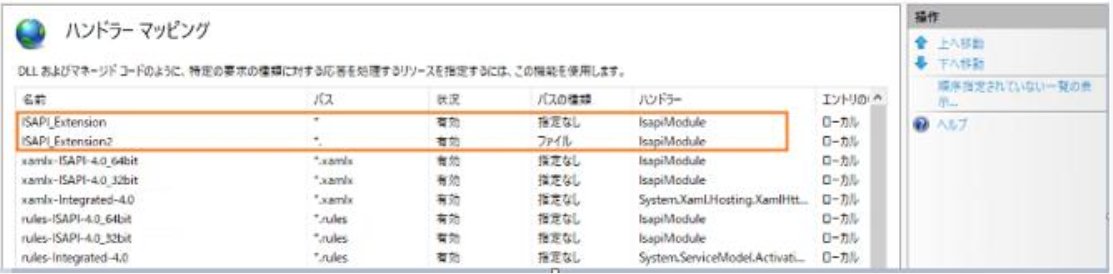 ハンドラー マッピング
DLL およびマネージド コードのように、特定の要求の種類に対する応答を処理するリソースを指定するには、この機能を使用します。
名前 パス 状況 パスの種類 ハンドラー エントリの
ISAPI_Extension * 有効 指定なし IsapiModule ローカル
ISAPI_Extension2 *. 有効 ファイル IsapiModule ローカル
xamlx-ISAPI-4.0_64bit *.xamlx 有効 指定なし IsapiModule ローカル
xamlx-ISAPI-4.0_32bit *.xamlx 有効 指定なし IsapiModule ローカル
xamlx-Integrated-4.0 *.xamlx 有効 指定なし System.Xaml.Hosting.XamlHtt... ローカル
rules-ISAPI-4.0_64bit *.rules 有効 指定なし IsapiModule ローカル
rules-ISAPI-4.0_32bit *.rules 有効 指定なし IsapiModule ローカル
rules-Integrated-4.0 *.rules 有効 指定なし System.ServiceModel.Activati... ローカル
操作
上へ移動
下へ移動
順序指定されていない一覧の表
示...
ヘルプ